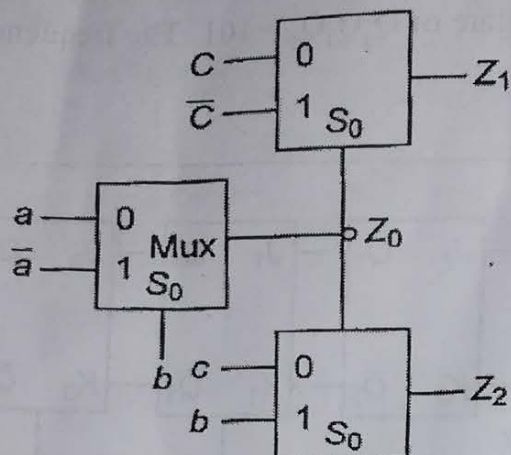 C 0 Z₁
C̅ 1 S₀
a 0 Mux Z₀
a̅ 1 S₀
b
c 0 Z₂
b 1 S₀